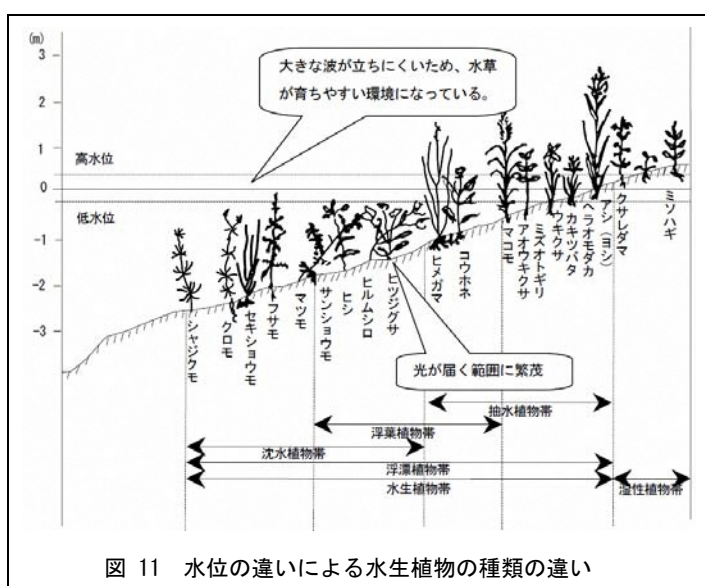 (m)
3
2
1
0
-1
-2
-3
高水位
低水位
大きな波が立ちにくいため、水草
が育ちやすい環境になっている。
シャジクモ
クロモ
セキショウモ
フサモ
マツモ
サンショウモ
ヒシ
ヒルムシロ
ヒツジグサ
ヒメガマ
コウホネ
マコモ
アオウキクサ
ミズオトギリ
ウキクサ
カキツバタ
ヘラオモダカ
アシ(ヨシ)
クサレダマ
ミソハギ
光が届く範囲に繁茂
抽水植物帯
浮葉植物帯
沈水植物帯
浮漂植物帯
水生植物帯
湿性植物帯
図 11 水位の違いによる水生植物の種類の違い